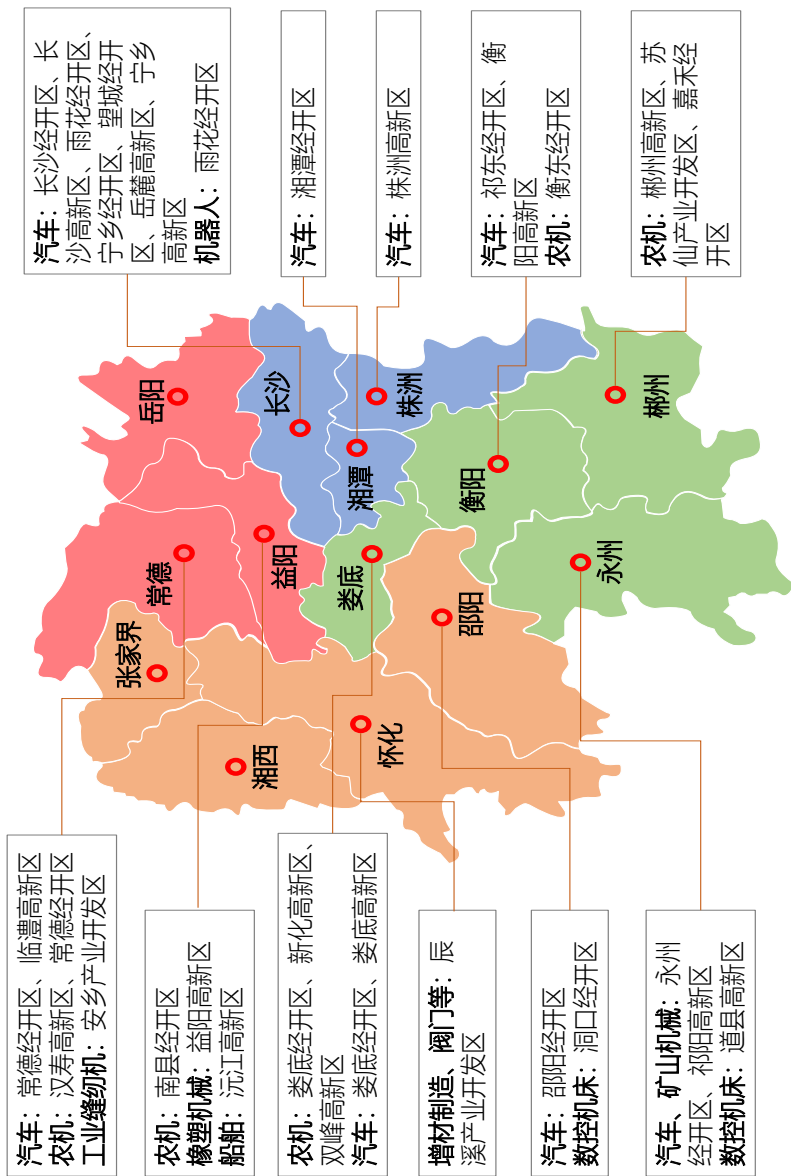 汽车：常德经开区、临澧高新区
农机：汉寿高新区、常德经开区
工业缝纫机：安乡产业开发区
农机：南县经开区
橡塑机械：益阳高新区
船舶：沅江高新区
农机：娄底经开区、新化高新区、
双峰高新区
汽车：娄底经开区、娄底高新区
增材制造、阀门等：辰
溪产业开发区
汽车：邵阳经开区
数控机床：洞口经开区
汽车、矿山机械：永州
经开区、祁阳高新区
数控机床：道县高新区
张家界
常德
岳阳
湘西
益阳
长沙
怀化
娄底
湘潭
株洲
邵阳
衡阳
永州
郴州
汽车：长沙经开区、长
沙高新区、雨花经开区、
宁乡经开区、望城经开
区、岳麓高新区、宁乡
高新区
机器人：雨花经开区
汽车：湘潭经开区
汽车：株洲高新区
汽车：祁东经开区、衡
阳高新区
农机：衡东经开区
农机：郴州高新区、苏
仙产业开发区、嘉禾经
开区